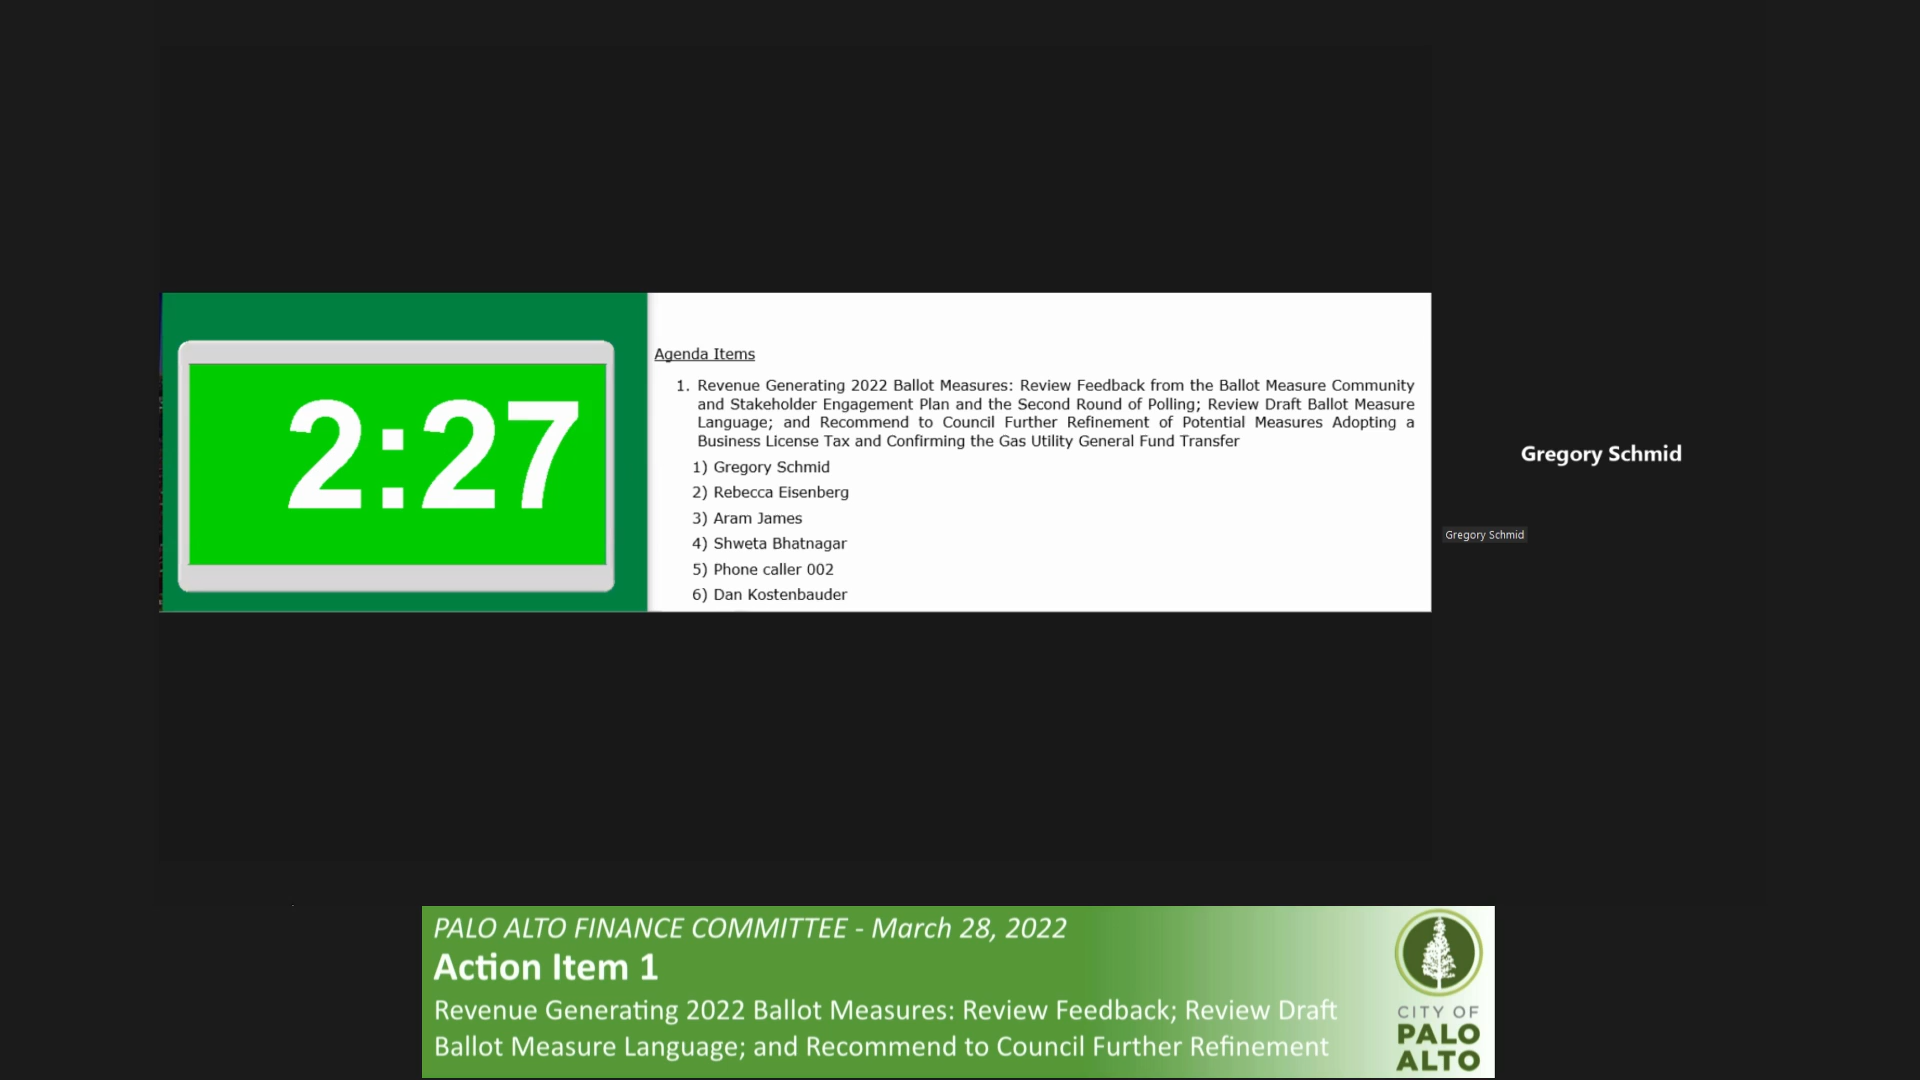 2:27
Agenda Items
1. Revenue Generating 2022 Ballot Measures: Review Feedback from the Ballot Measure Community
and Stakeholder Engagement Plan and the Second Round of Polling; Review Draft Ballot Measure
Language; and Recommend to Council Further Refinement of Potential Measures Adopting a
Business License Tax and Confirming the Gas Utility General Fund Transfer
1) Gregory Schmid
2) Rebecca Eisenberg
3) Aram James
4) Shweta Bhatnagar
5) Phone caller 002
6) Dan Kostenbauder
Gregory Schmid
Gregory Schmid
PALO ALTO FINANCE COMMITTEE - March 28, 2022
Action Item 1
Revenue Generating 2022 Ballot Measures: Review Feedback; Review Draft
Ballot Measure Language; and Recommend to Council Further Refinement
CITY OF
PALO
ALTO